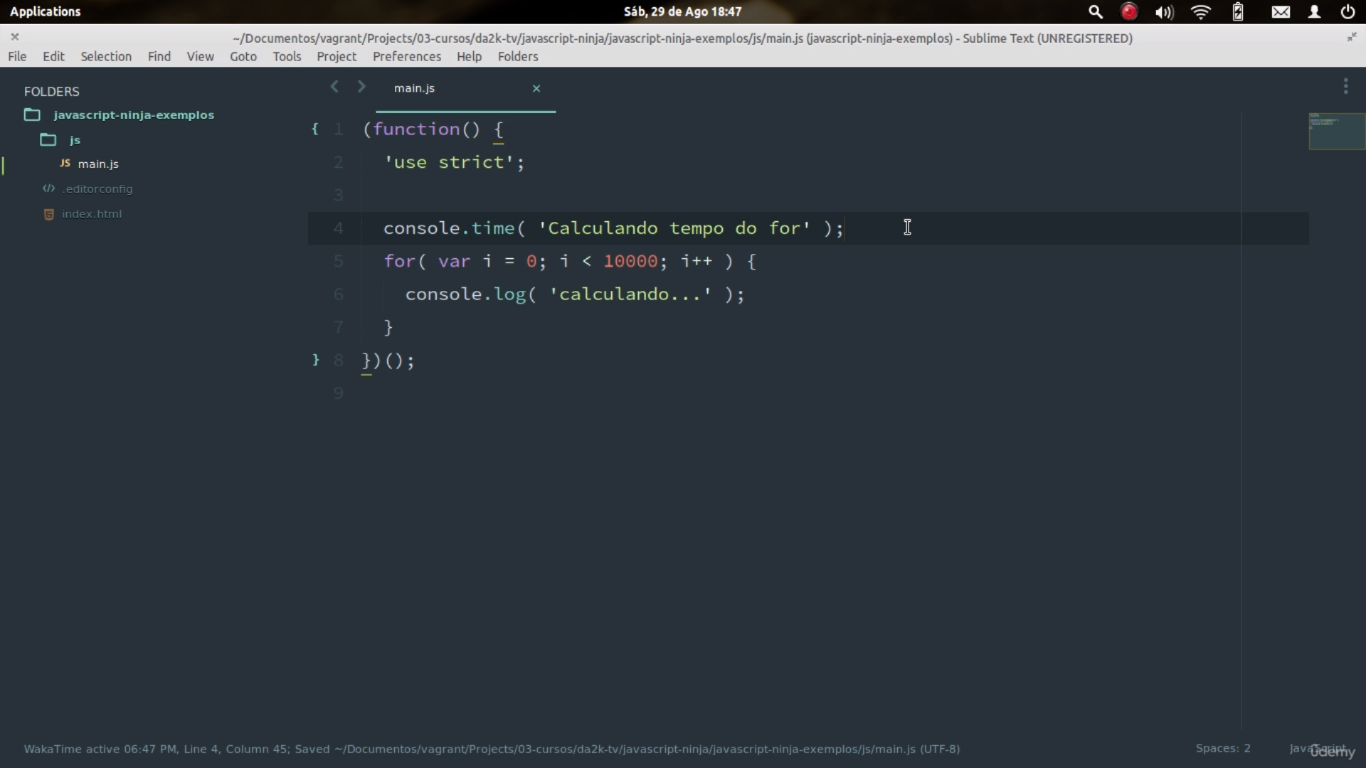 Applications
Sáb, 29 de Ago 18:47
~/Documentos/vagrant/Projects/03-cursos/da2k-tv/javascript-ninja/javascript-ninja-exemplos/js/main.js (javascript-ninja-exemplos) - Sublime Text (UNREGISTERED)
File Edit Selection Find View Goto Tools Project Preferences Help Folders
FOLDERS
javascript-ninja-exemplos
js
JS main.js
</> .editorconfig
index.html
main.js ×
{ 1 (function() {
2 'use strict';
3
4 console.time( 'Calculando tempo do for' );
5 for( var i = 0; i < 10000; i++ ) {
6 console.log( 'calculando...' );
7 }
} 8 })();
9
WakaTime active 06:47 PM, Line 4, Column 45; Saved ~/Documentos/vagrant/Projects/03-cursos/da2k-tv/javascript-ninja/javascript-ninja-exemplos/js/main.js (UTF-8)
Spaces: 2
JavaScript
ûdemy